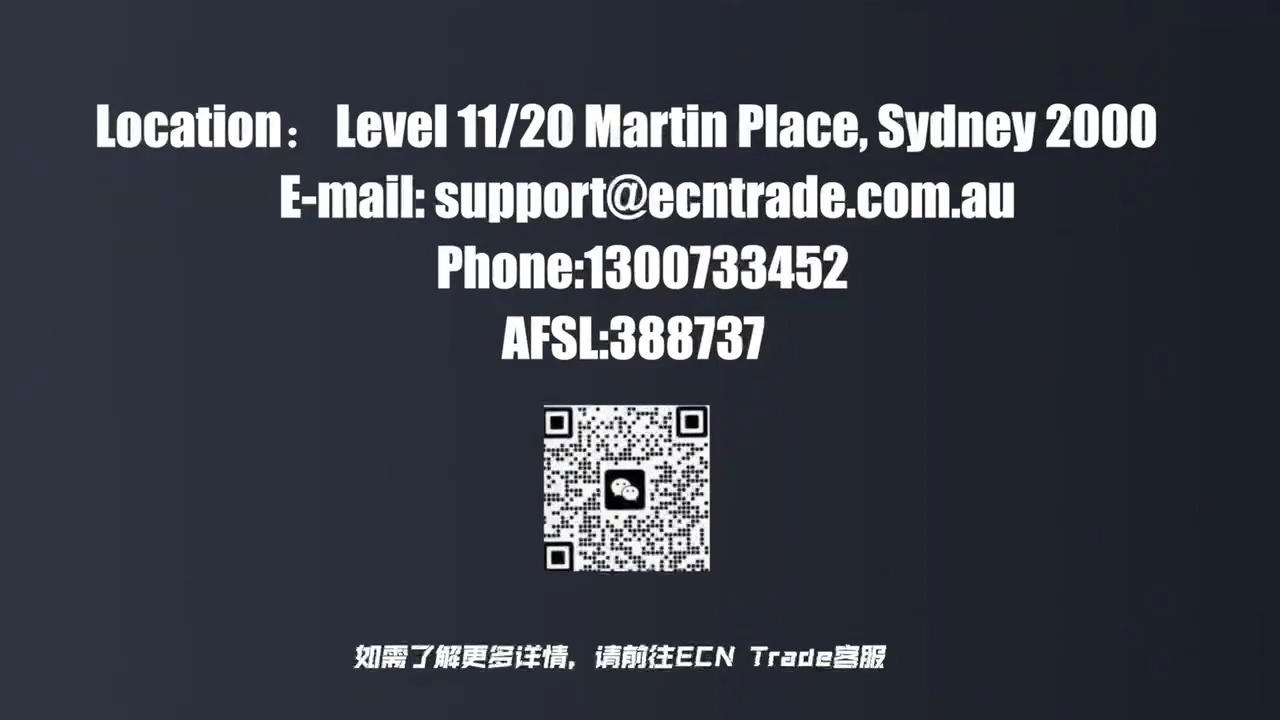 Location： Level 11/20 Martin Place, Sydney 2000
E-mail: support@ecntrade.com.au
Phone:1300733452
AFSL:388737
如需了解更多详情，请前往ECN Trade客服